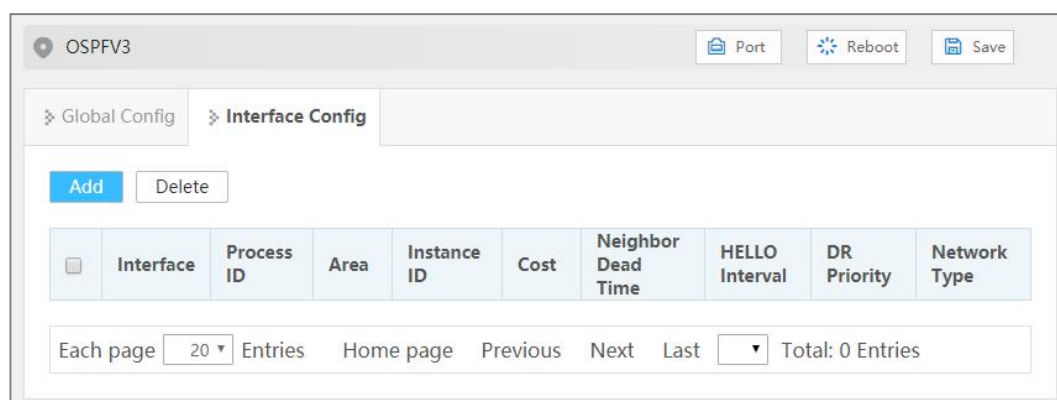 OSPFV3 Port Reboot Save
Global Config Interface Config
Add Delete
Interface Process ID Area Instance ID Cost Neighbor Dead Time HELLO Interval DR Priority Network Type
Each page 20 Entries Home page Previous Next Last Total: 0 Entries